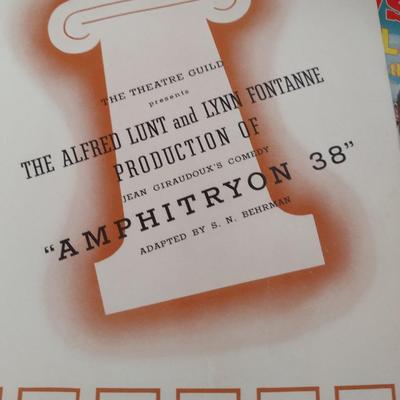 THE THEATRE GUILD
presents
THE ALFRED LUNT and LYNN FONTANNE
PRODUCTION OF
JEAN GIRAUDOUX'S COMEDY
"AMPHITRYON 38"
ADAPTED BY S. N. BEHRMAN